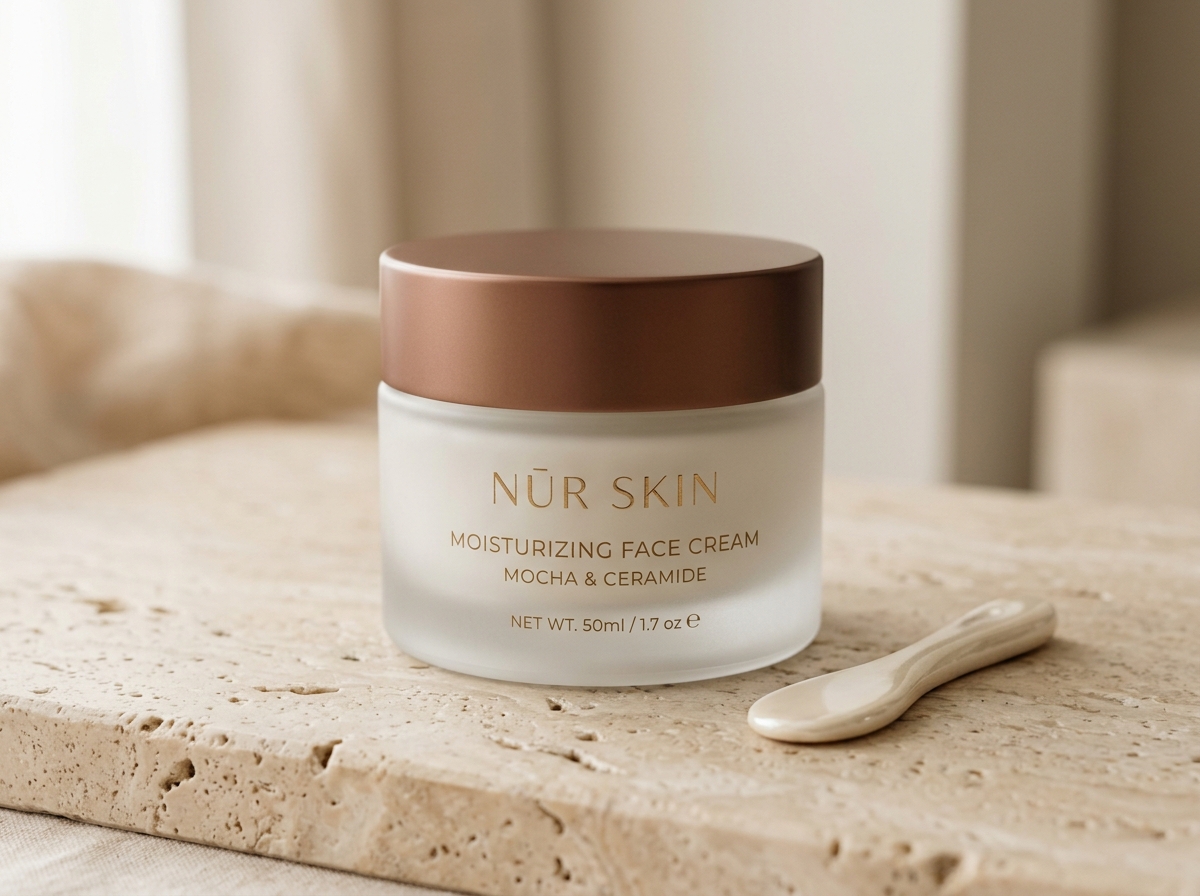 NŪR SKIN
MOISTURIZING FACE CREAM
MOCHA & CERAMIDE
NET WT. 50ml / 1.7 oz ℮